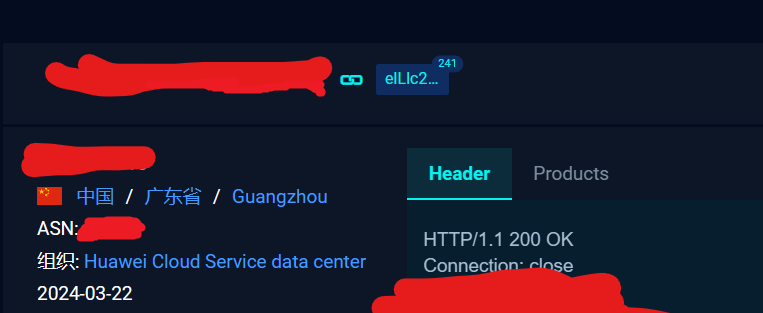 eILIc2...
241
Header
Products
中国 / 广东省 / Guangzhou
ASN:
组织: Huawei Cloud Service data center
2024-03-22
HTTP/1.1 200 OK
Connection: close